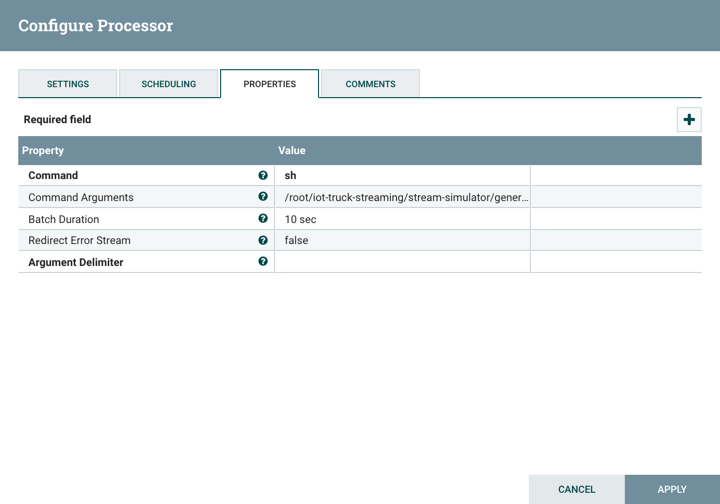 Configure Processor
SETTINGS SCHEDULING PROPERTIES COMMENTS
Required field
Property Value
Command sh
Command Arguments /root/iot-truck-streaming/stream-simulator/gener...
Batch Duration 10 sec
Redirect Error Stream false
Argument Delimiter
CANCEL APPLY